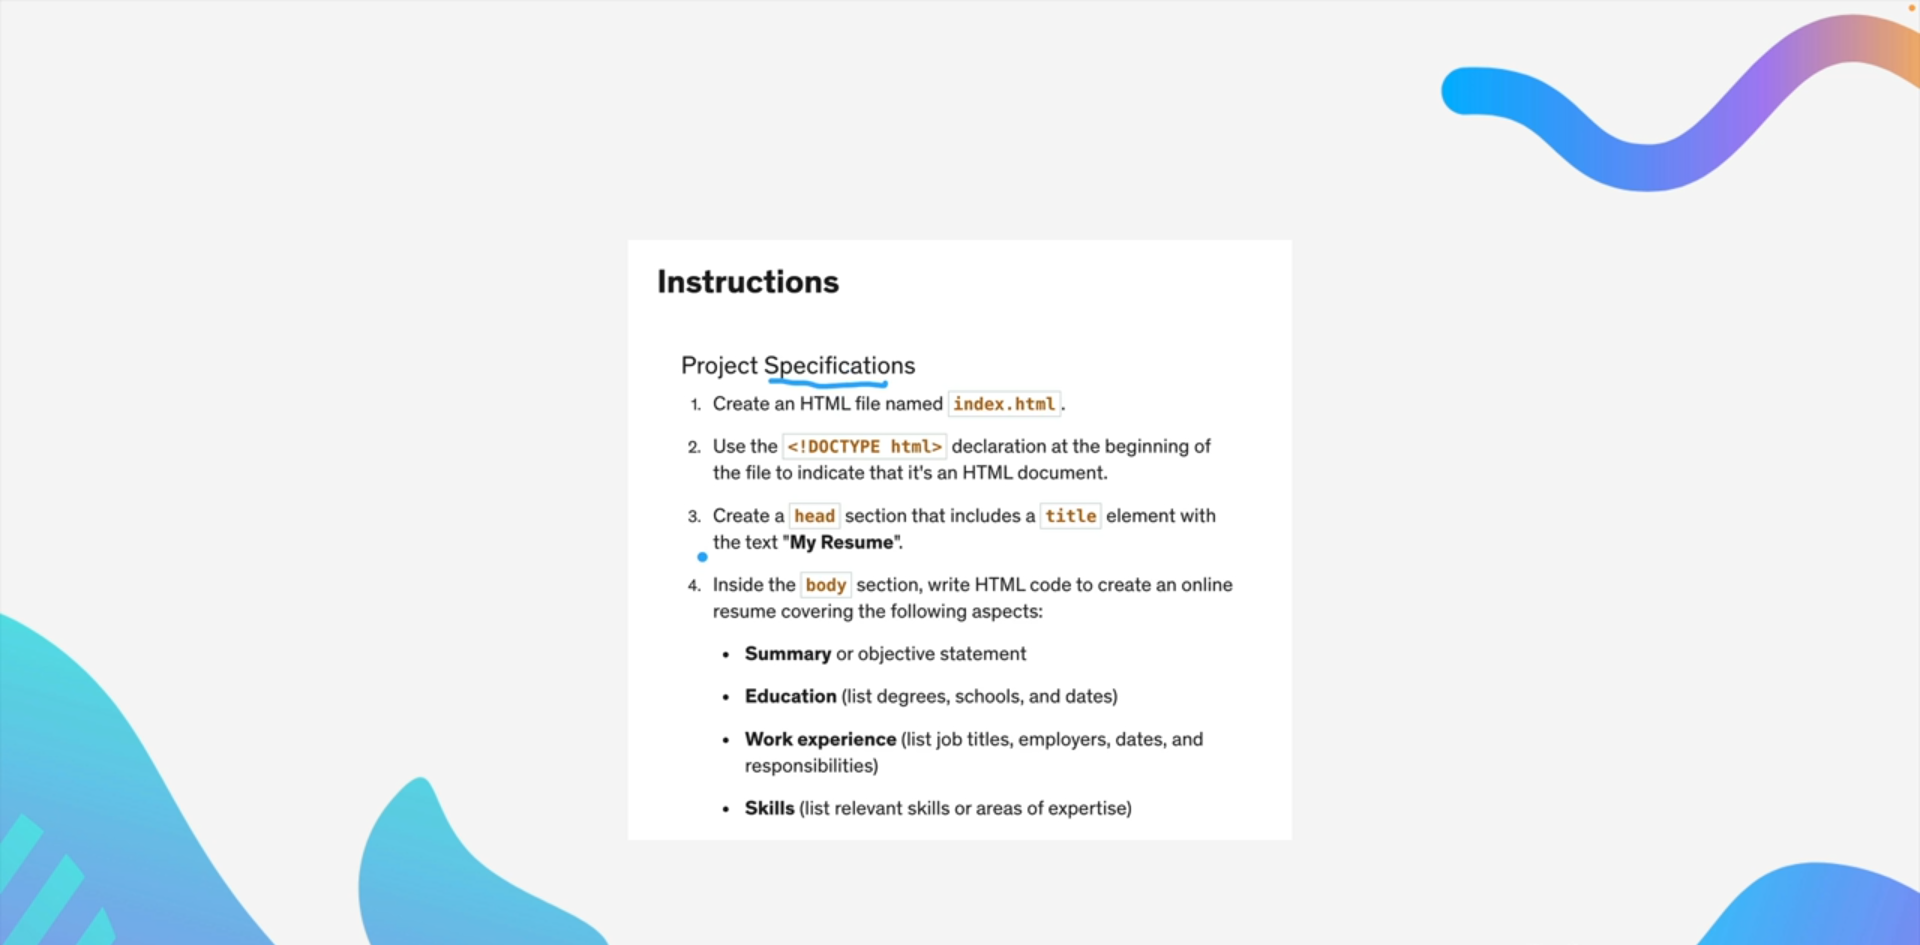 Instructions
Project Specifications
1. Create an HTML file named index.html.
2. Use the <!DOCTYPE html> declaration at the beginning of
the file to indicate that it's an HTML document.
3. Create a head section that includes a title element with
the text "My Resume".
4. Inside the body section, write HTML code to create an online
resume covering the following aspects:
• Summary or objective statement
• Education (list degrees, schools, and dates)
• Work experience (list job titles, employers, dates, and
responsibilities)
• Skills (list relevant skills or areas of expertise)